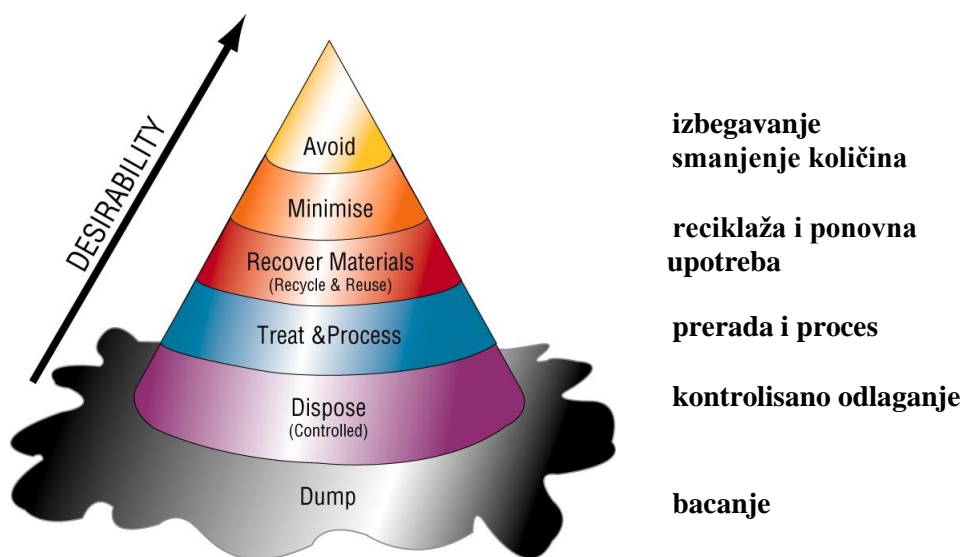 DESIRABILITY
Avoid
Minimise
Recover Materials
(Recycle & Reuse)
Treat &Process
Dispose
(Controlled)
Dump
izbegavanje
smanjenje količina
reciklaža i ponovna
upotreba
prerada i proces
kontrolisano odlaganje
bacanje